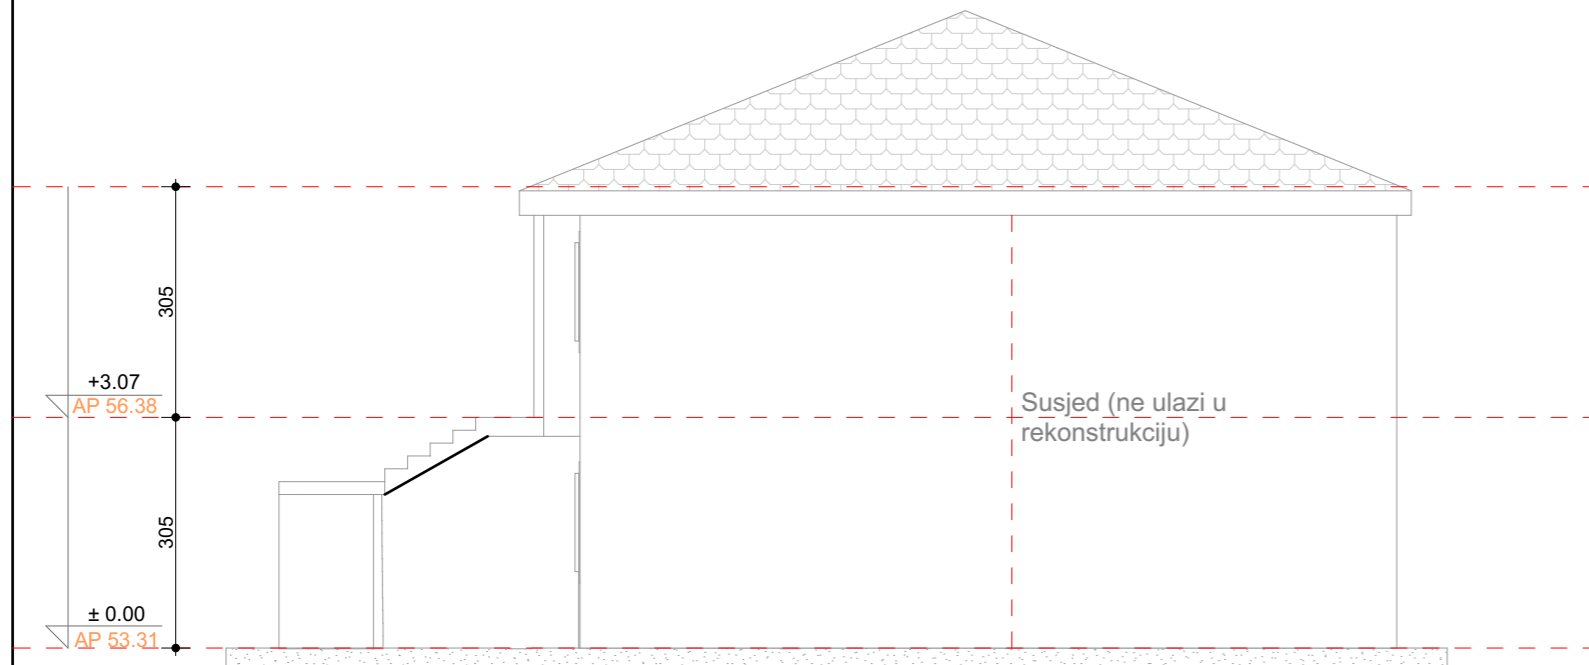 305
+3.07
AP 56.38
Susjed (ne ulazi u
rekonstrukciju)
305
± 0.00
AP 53.31